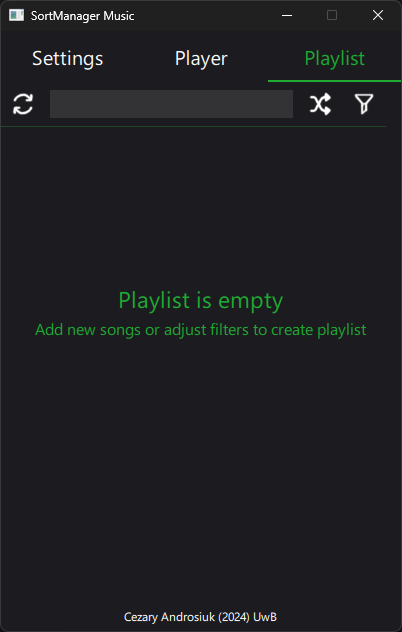 SortManager Music
Settings Player Playlist
Playlist is empty
Add new songs or adjust filters to create playlist
Cezary Androsiuk (2024) UwB